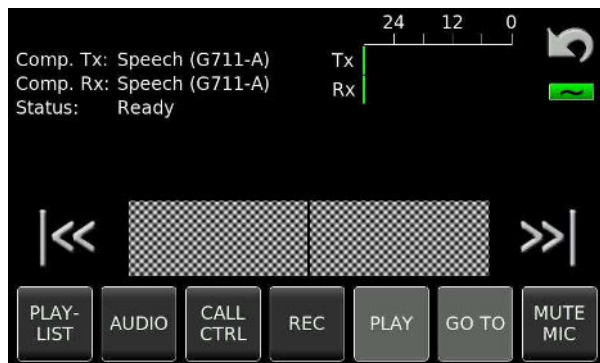 24 12 0
Comp. Tx: Speech (G711-A) Tx
Comp. Rx: Speech (G711-A) Rx
Status: Ready
|<< >>|
PLAY-
LIST
AUDIO
CALL
CTRL
REC
PLAY
GO TO
MUTE
MIC